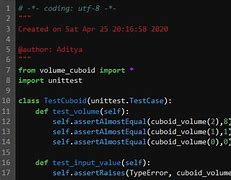 1 # -*- coding: utf-8 -*-
2 """
3 Created on Sat Apr 25 20:16:58 2020
4
5 @author: Aditya
6 """
7 from volume_cuboid import *
8 import unittest
9
10 class TestCuboid(unittest.TestCase):
11 def test_volume(self):
12 self.assertAlmostEqual(cuboid_volume(2),8
13 self.assertAlmostEqual(cuboid_volume(1),1
14 self.assertAlmostEqual(cuboid_volume(0),0
15
16 def test_input_value(self):
17 self.assertRaises(TypeError, cuboid_volum